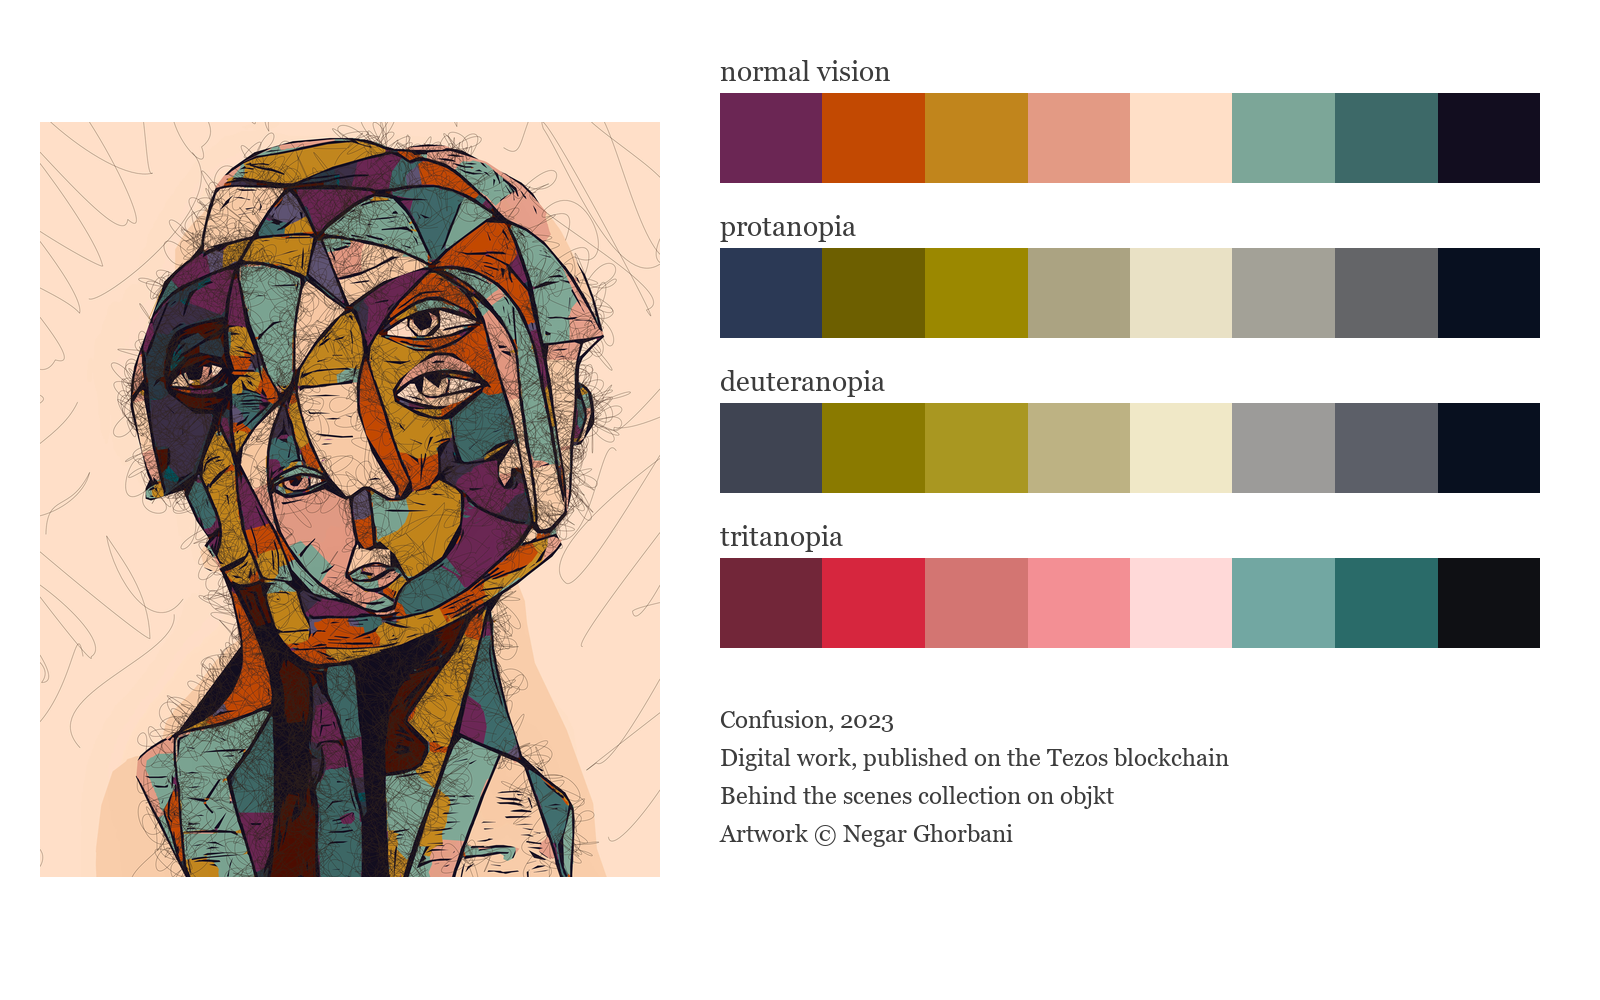 normal vision
protanopia
deuteranopia
tritanopia
Confusion, 2023
Digital work, published on the Tezos blockchain
Behind the scenes collection on objkt
Artwork © Negar Ghorbani